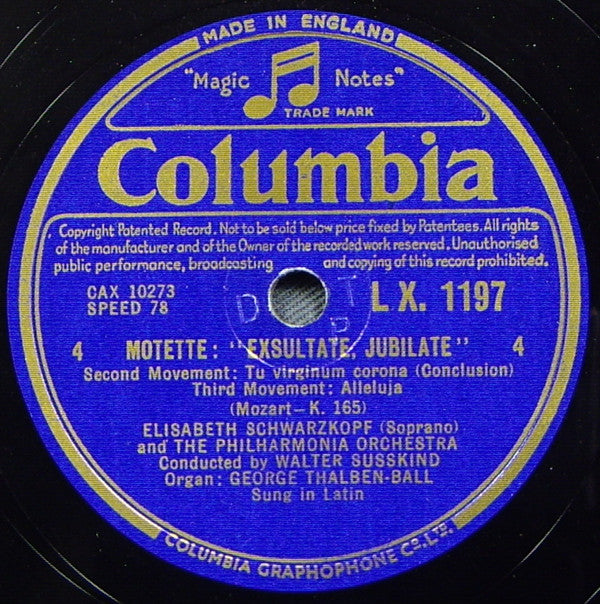 MADE IN ENGLAND
"Magic Notes"
TRADE MARK
Columbia
Copyright Patented Record. Not to be sold below price fixed by Patentees. All rights
of the manufacturer and of the Owner of the recorded work reserved. Unauthorised
public performance, broadcasting and copying of this record prohibited.
CAX 10273
SPEED 78
LX. 1197
4 MOTETTE: "EXSULTATE, JUBILATE" 4
Second Movement: Tu virginum corona (Conclusion)
Third Movement: Alleluja
(Mozart—K. 165)
ELISABETH SCHWARZKOPF (Soprano)
and THE PHILHARMONIA ORCHESTRA
Conducted by WALTER SUSSKIND
Organ: GEORGE THALBEN-BALL
Sung in Latin
COLUMBIA GRAPHOPHONE CO. LTD.